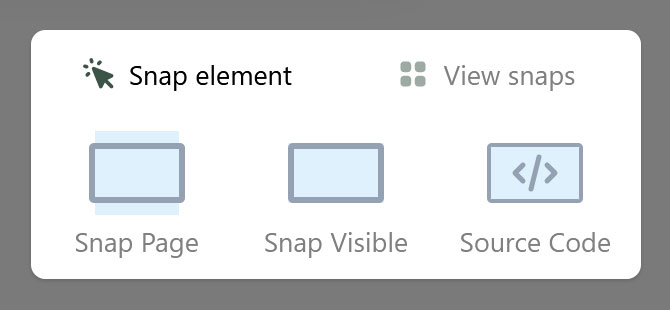 Snap element
View snaps
Snap Page
Snap Visible
</>
Source Code